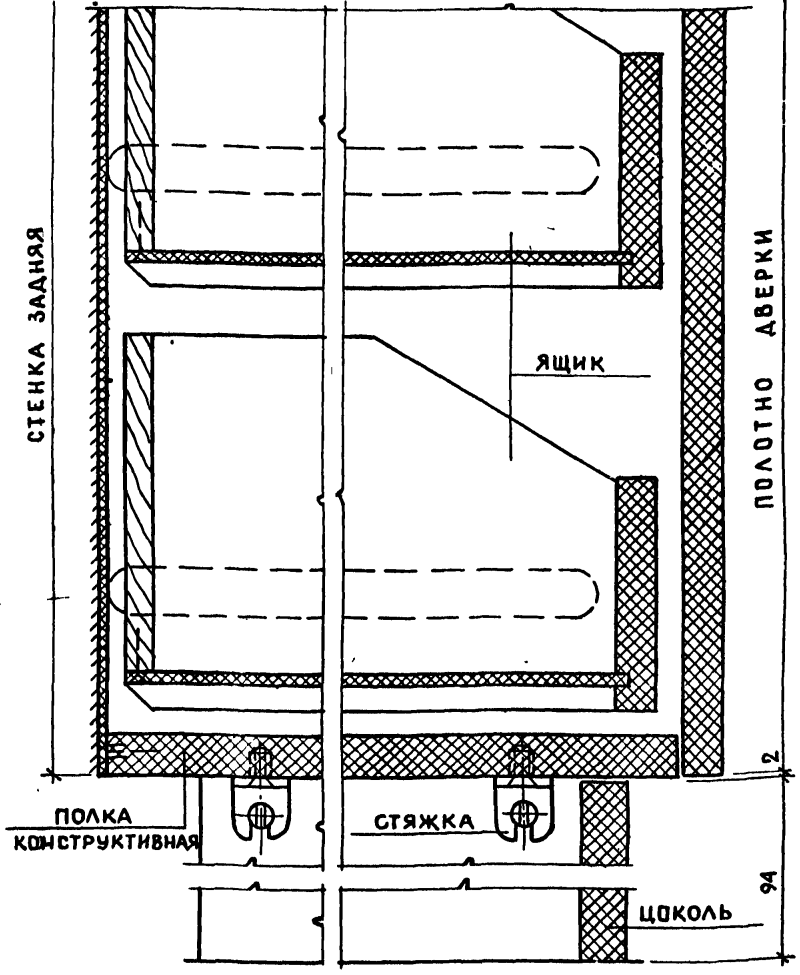 СТЕНКА ЗАДНЯЯ
ЯЩИК
ПОЛОТНО ДВЕРКИ
2
ПОЛКА
КОНСТРУКТИВНАЯ
СТЯЖКА
94
ЦОКОЛЬ